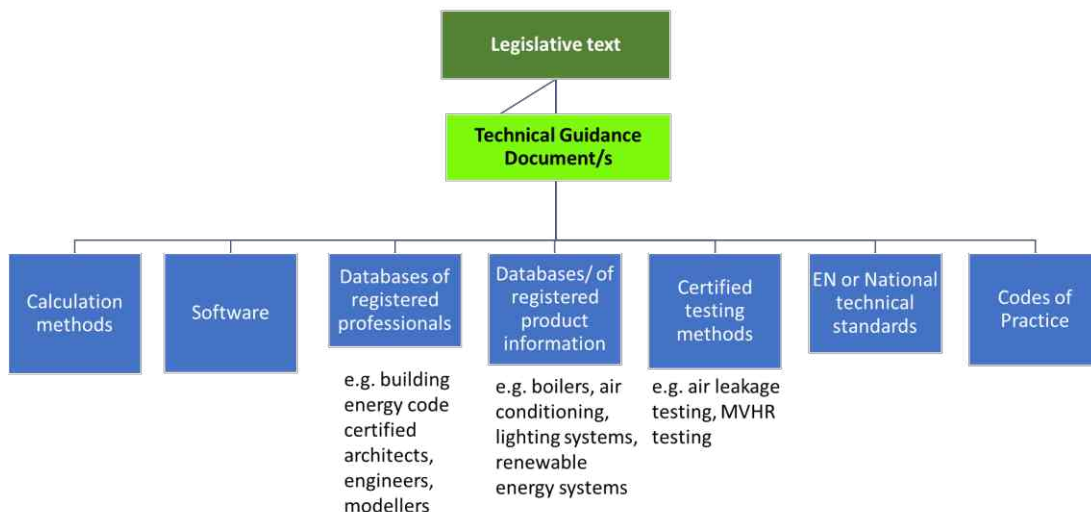 Legislative text
Technical Guidance
Document/s
Calculation
methods
Software
Databases of
registered
professionals
e.g. building
energy code
certified
architects,
engineers,
modellers
Databases/ of
registered
product
information
e.g. boilers, air
conditioning,
lighting systems,
renewable
energy systems
Certified
testing
methods
e.g. air leakage
testing, MVHR
testing
EN or National
technical
standards
Codes of
Practice